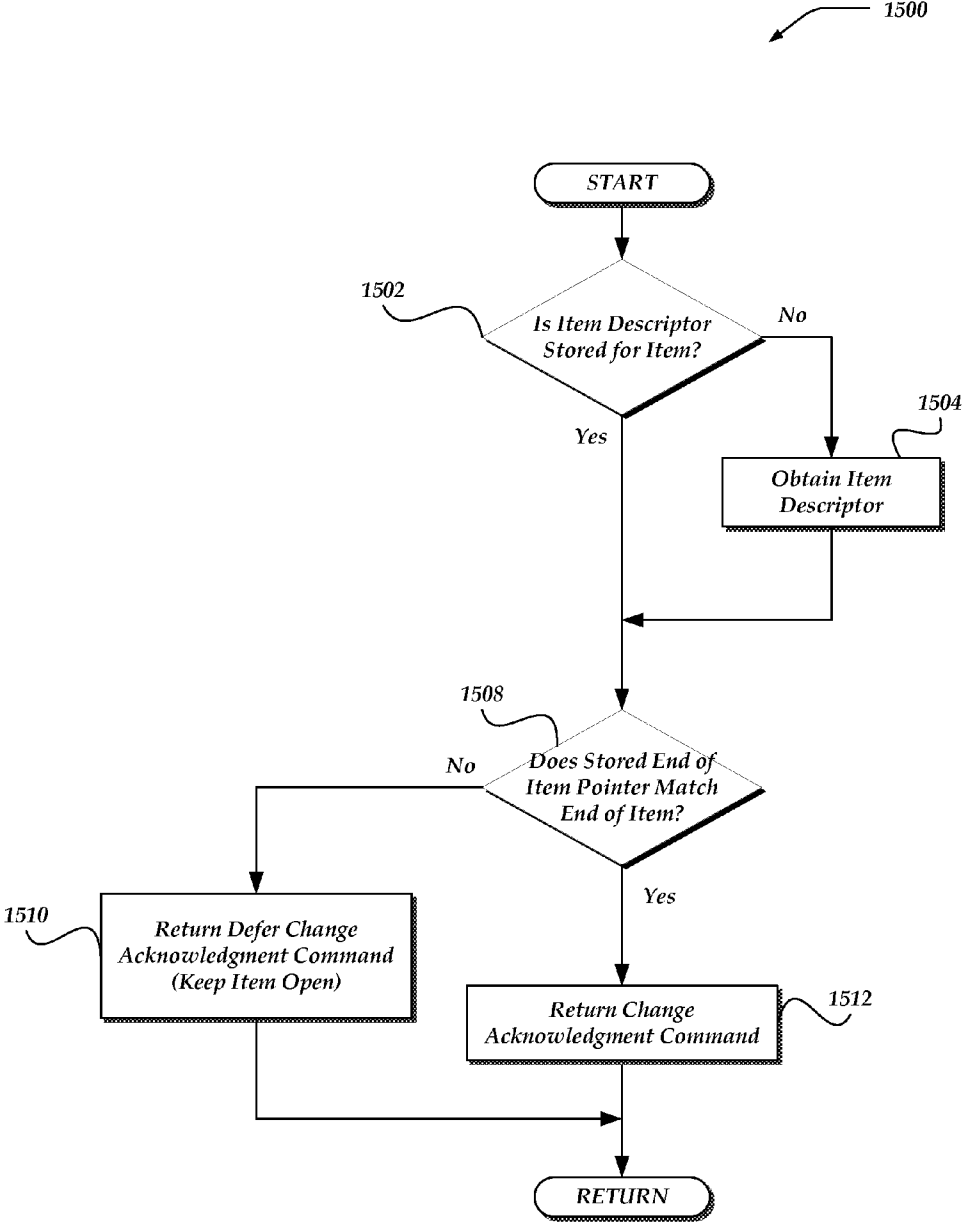 1500
START
1502
Is Item Descriptor
Stored for Item?
No
Yes
1504
Obtain Item
Descriptor
1508
Does Stored End of
Item Pointer Match
End of Item?
No
Yes
1510
Return Defer Change
Acknowledgment Command
(Keep Item Open)
Return Change
Acknowledgment Command
1512
RETURN